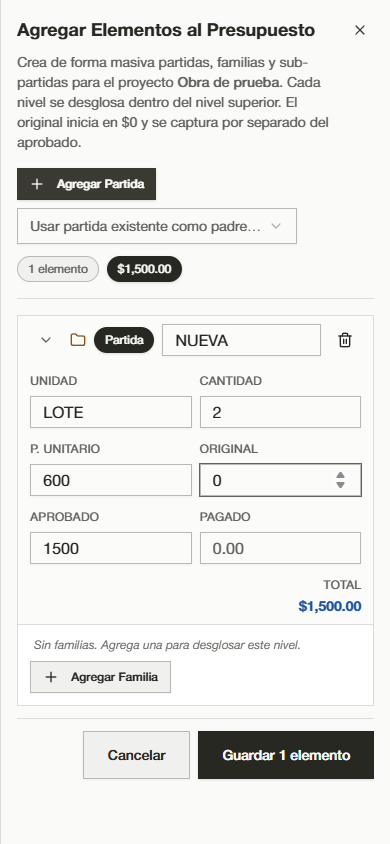 Agregar Elementos al Presupuesto
Crea de forma masiva partidas, familias y sub-
partidas para el proyecto Obra de prueba. Cada
nivel se desglosa dentro del nivel superior. El
original inicia en $0 y se captura por separado del
aprobado.
Agregar Partida
Usar partida existente como padre...
1 elemento $1,500.00
Partida NUEVA
UNIDAD CANTIDAD
LOTE 2
P. UNITARIO ORIGINAL
600 0
APROBADO PAGADO
1500 0.00
TOTAL
$1,500.00
Sin familias. Agrega una para desglosar este nivel.
Agregar Familia
Cancelar Guardar 1 elemento